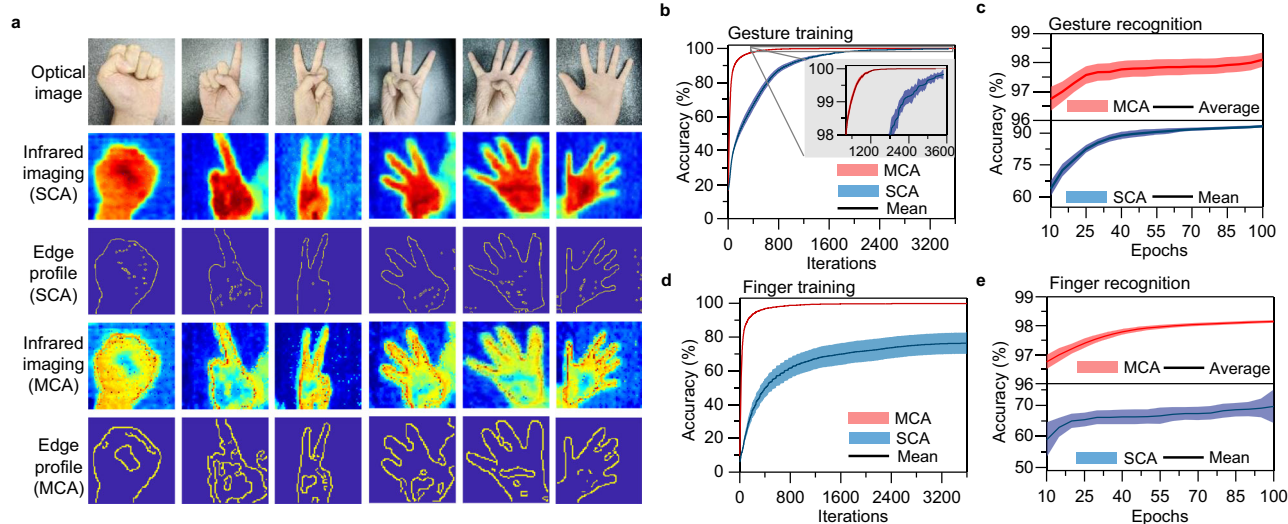 a
Optical
image
Infrared
imaging
(SCA)
Edge
profile
(SCA)
Infrared
imaging
(MCA)
Edge
profile
(MCA)
b
Gesture training
Accuracy (%)
100
80
60
40
20
0
0 800 1600 2400 3200
Iterations
100
99
98
1200 2400 3600
MCA
SCA
Mean
c
Gesture recognition
Accuracy (%)
99
98
97
96
MCA Average
90
75
60
SCA Mean
10 25 40 55 70 85 100
Epochs
d
Finger training
Accuracy (%)
100
80
60
40
20
0
0 800 1600 2400 3200
Iterations
MCA
SCA
Mean
e
Finger recognition
Accuracy (%)
99
98
97
96
MCA Average
70
60
50
SCA Mean
10 25 40 55 70 85 100
Epochs